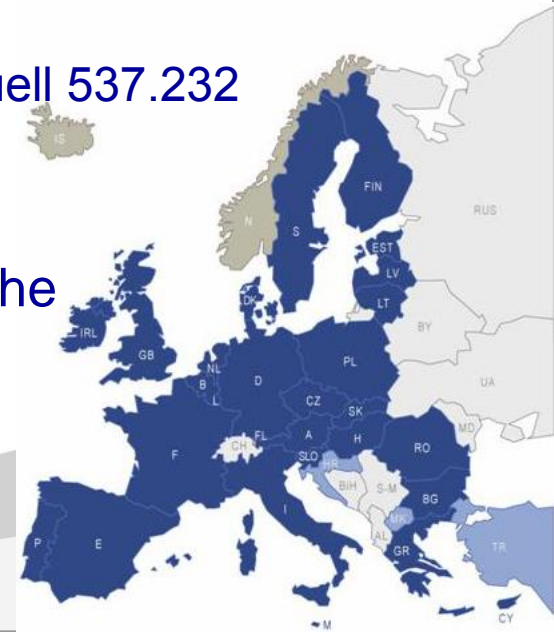 uell 537.232
he
IS
N
S
FIN
RUS
EST
LV
LT
DK
BY
IRL
GB
NL
B
L
D
PL
UA
CZ
SK
F
CH
FL
A
H
MD
RO
SLO
HR
BiH
S-M
BG
I
MK
AL
P
E
GR
TR
M
CY